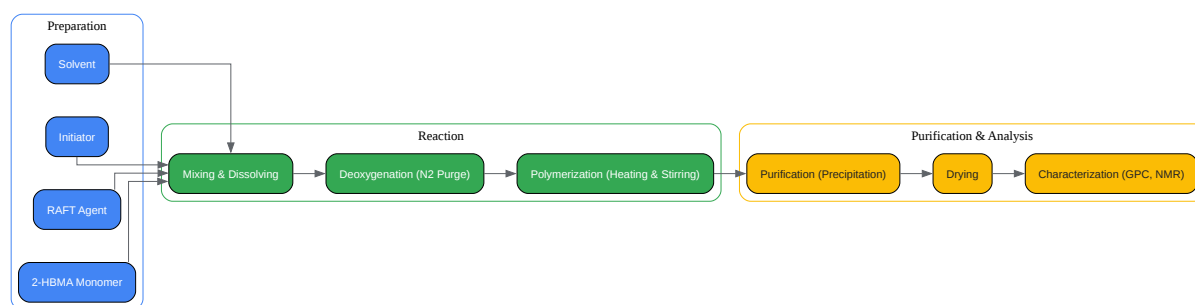 Preparation
Solvent
Initiator
RAFT Agent
2-HBMA Monomer
Reaction
Mixing & Dissolving
Deoxygenation (N2 Purge)
Polymerization (Heating & Stirring)
Purification & Analysis
Purification (Precipitation)
Drying
Characterization (GPC, NMR)